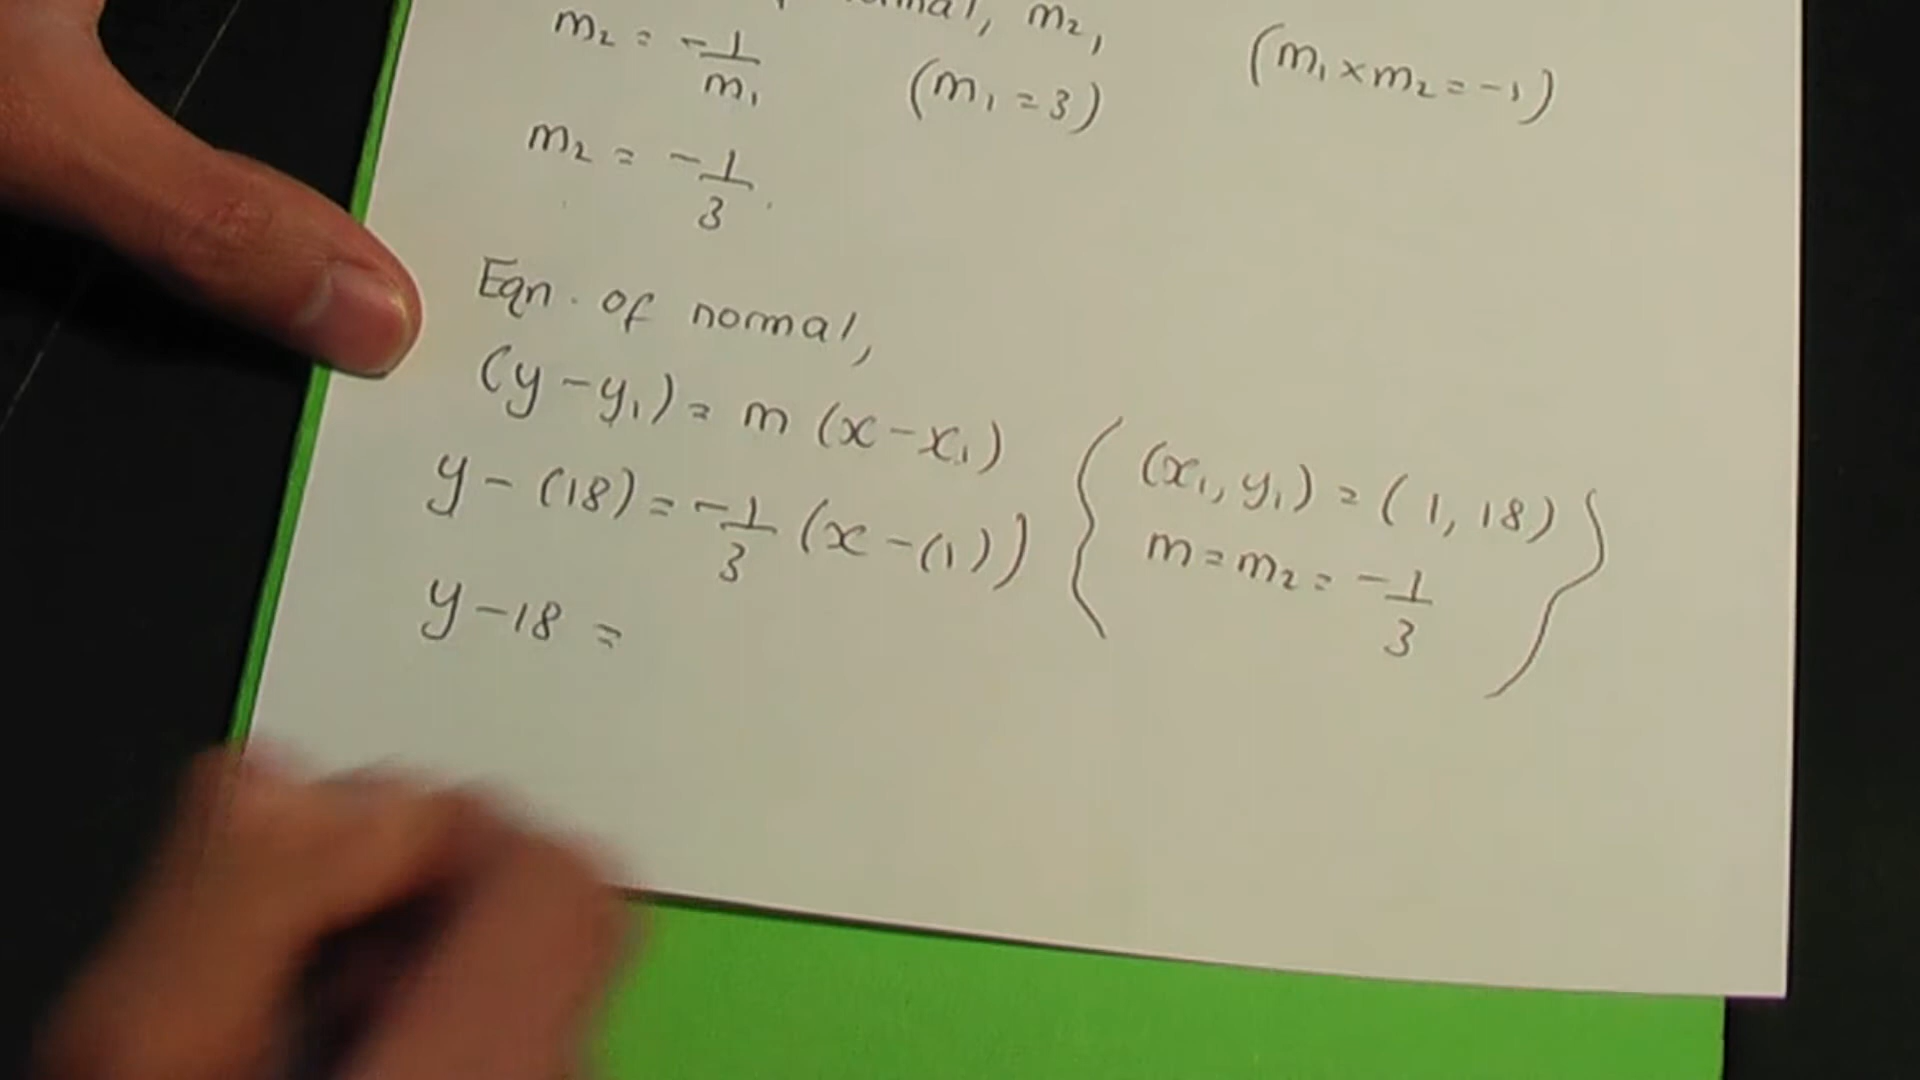 m₂,
m₂ = -1/m₁ (m₁ = 3) (m₁ × m₂ = -1)
m₂ = -1/3.
Eqn. of normal,
(y - y₁) = m (x - x₁)
y - (18) = -1/3 (x - (1))
y - 18 =
(x₁, y₁) = (1, 18)
m = m₂ = -1/3